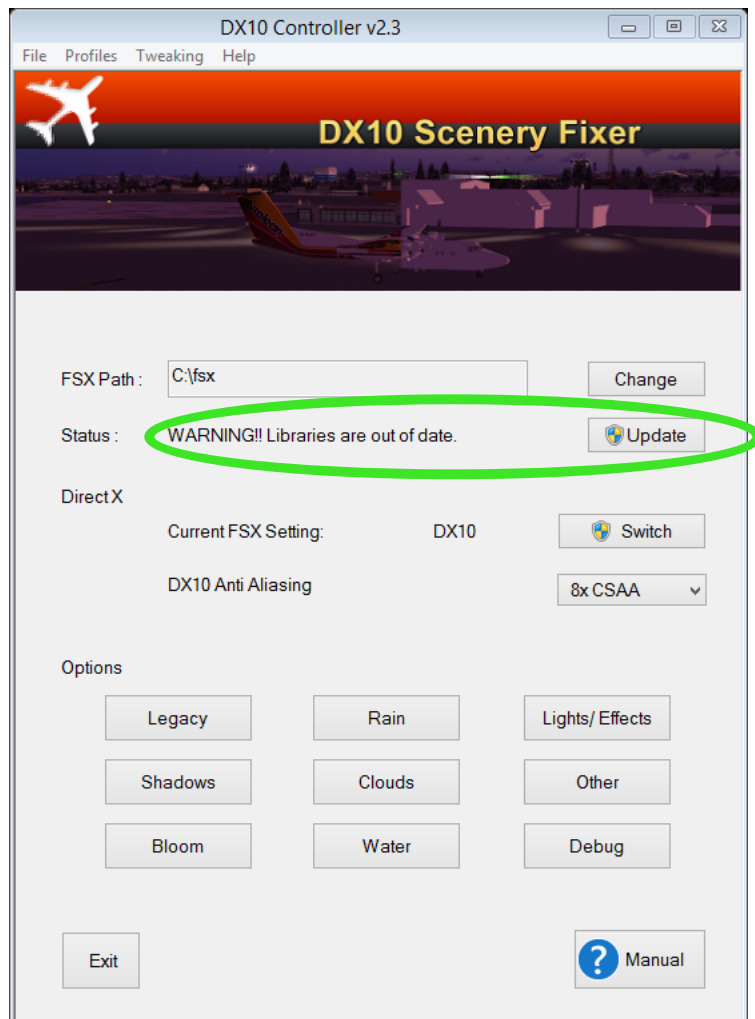 DX10 Controller v2.3
File Profiles Tweaking Help
DX10 Scenery Fixer
FSX Path : C:\fsx Change
Status : WARNING!! Libraries are out of date. Update
Direct X
Current FSX Setting: DX10 Switch
DX10 Anti Aliasing 8x CSAA
Options
Legacy Rain Lights/ Effects
Shadows Clouds Other
Bloom Water Debug
Exit ? Manual